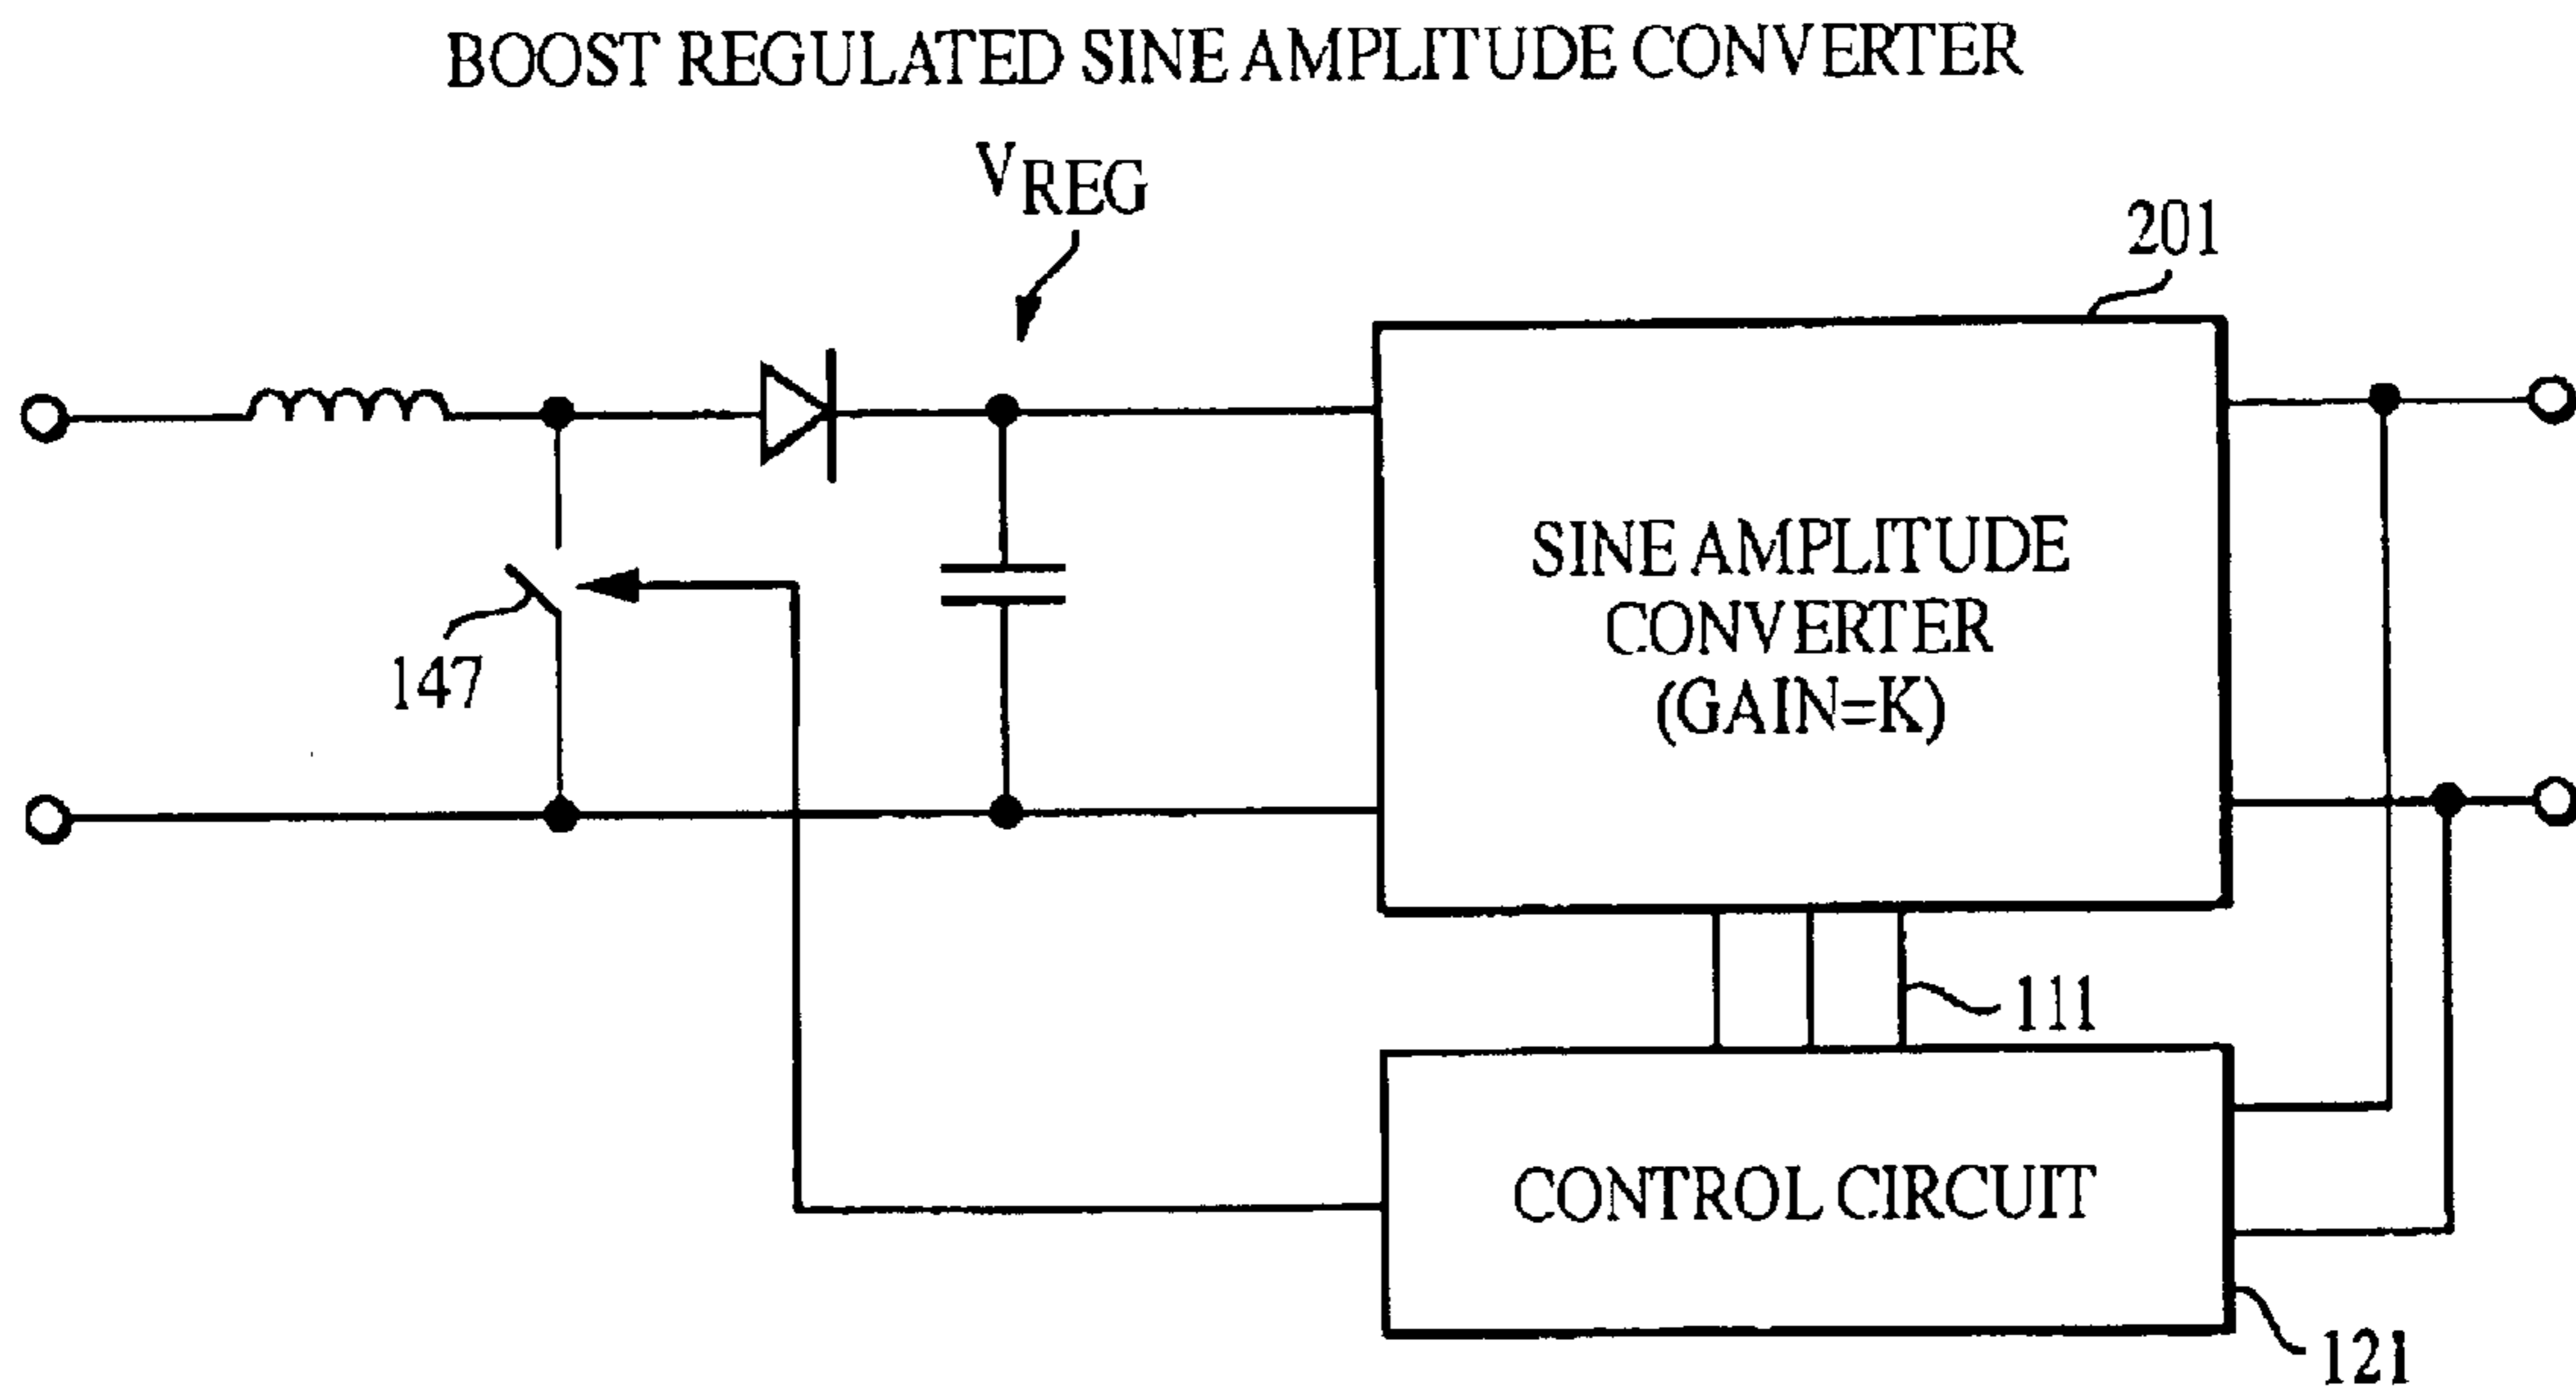 BOOST REGULATED SINE AMPLITUDE CONVERTER
VREG
201
SINE AMPLITUDE
CONVERTER
(GAIN=K)
147
111
CONTROL CIRCUIT
121